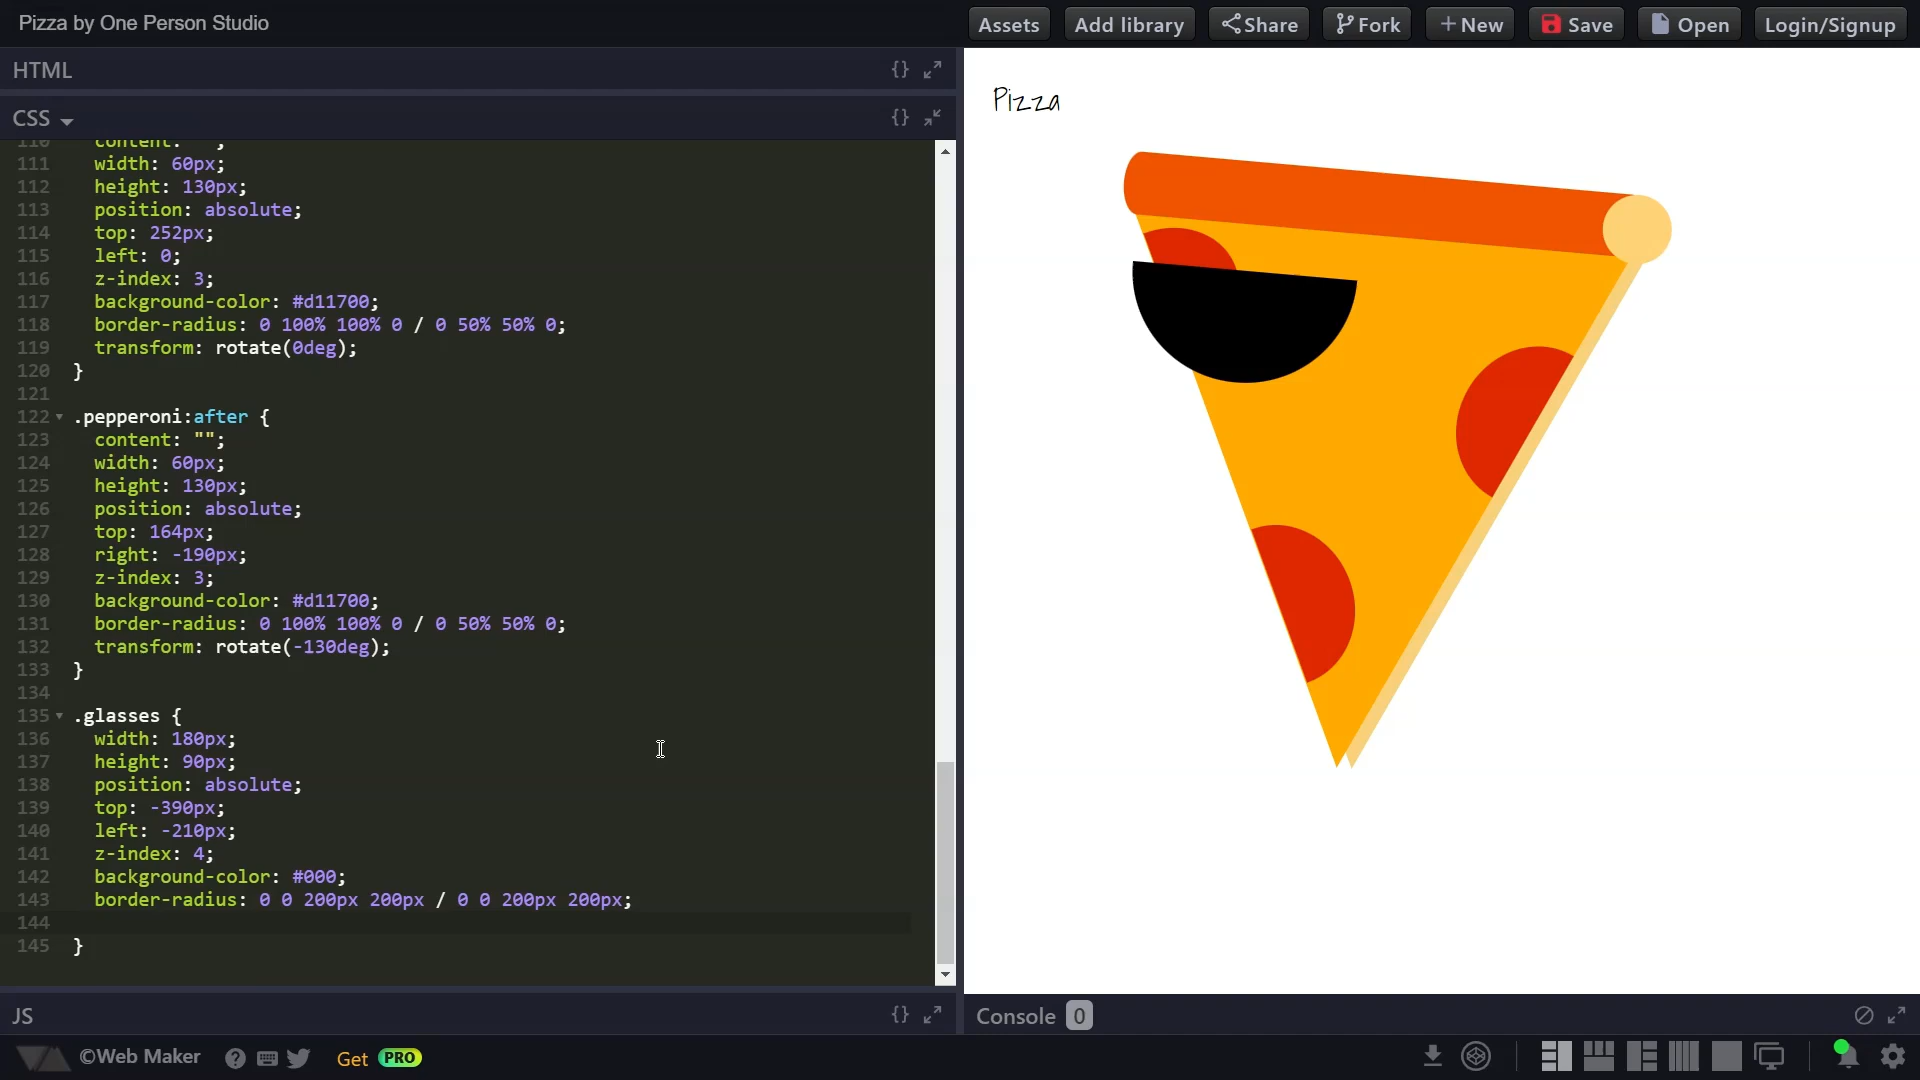 Pizza by One Person Studio
Assets Add library Share Fork +New Save Open Login/Signup
HTML {}
CSS {}
Pizza
110 content: "";
111 width: 60px;
112 height: 130px;
113 position: absolute;
114 top: 252px;
115 left: 0;
116 z-index: 3;
117 background-color: #d11700;
118 border-radius: 0 100% 100% 0 / 0 50% 50% 0;
119 transform: rotate(0deg);
120 }
121
122 .pepperoni:after {
123 content: "";
124 width: 60px;
125 height: 130px;
126 position: absolute;
127 top: 164px;
128 right: -190px;
129 z-index: 3;
130 background-color: #d11700;
131 border-radius: 0 100% 100% 0 / 0 50% 50% 0;
132 transform: rotate(-130deg);
133 }
134
135 .glasses {
136 width: 180px;
137 height: 90px;
138 position: absolute;
139 top: -390px;
140 left: -210px;
141 z-index: 4;
142 background-color: #000;
143 border-radius: 0 0 200px 200px / 0 0 200px 200px;
144
145 }
JS {}
Console 0
©Web Maker ? Get PRO